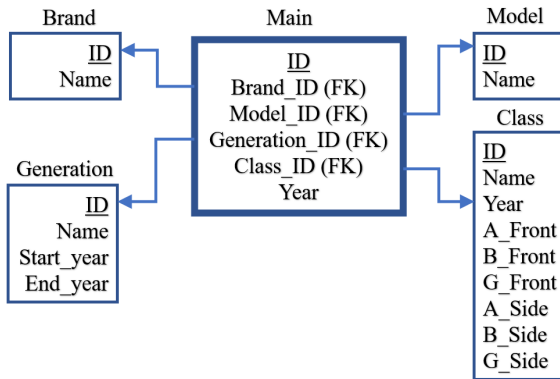 Brand
ID
Name
Main
ID
Brand_ID (FK)
Model_ID (FK)
Generation_ID (FK)
Class_ID (FK)
Year
Model
ID
Name
Generation
ID
Name
Start_year
End_year
Class
ID
Name
Year
A_Front
B_Front
G_Front
A_Side
B_Side
G_Side